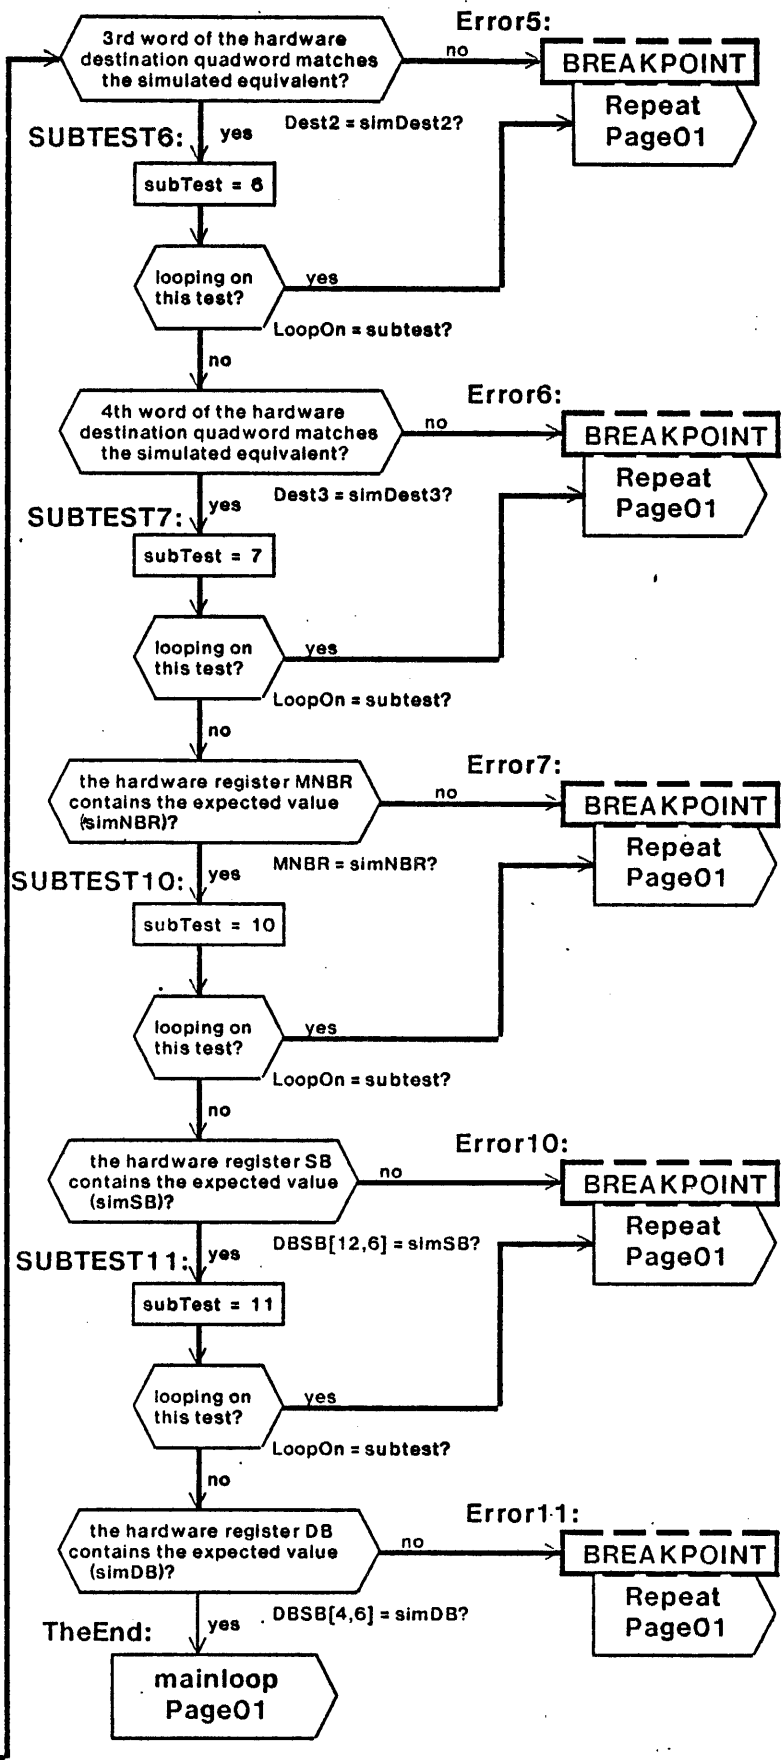 Error5:
3rd word of the hardware
destination quadword matches
the simulated equivalent?
no
BREAKPOINT
Repeat
Page01
Dest2 = simDest2?
SUBTEST6:
yes
subTest = 6
looping on
this test?
yes
LoopOn = subtest?
no
Error6:
4th word of the hardware
destination quadword matches
the simulated equivalent?
no
BREAKPOINT
Repeat
Page01
Dest3 = simDest3?
SUBTEST7:
yes
subTest = 7
looping on
this test?
yes
LoopOn = subtest?
no
Error7:
the hardware register MNBR
contains the expected value
(simNBR)?
no
BREAKPOINT
Repeat
Page01
MNBR = simNBR?
SUBTEST10:
yes
subTest = 10
looping on
this test?
yes
LoopOn = subtest?
no
Error10:
the hardware register SB
contains the expected value
(simSB)?
no
BREAKPOINT
Repeat
Page01
DBSB[12,6] = simSB?
SUBTEST11:
yes
subTest = 11
looping on
this test?
yes
LoopOn = subtest?
no
Error11:
the hardware register DB
contains the expected value
(simDB)?
no
BREAKPOINT
Repeat
Page01
DBSB[4,6] = simDB?
TheEnd:
yes
mainloop
Page01